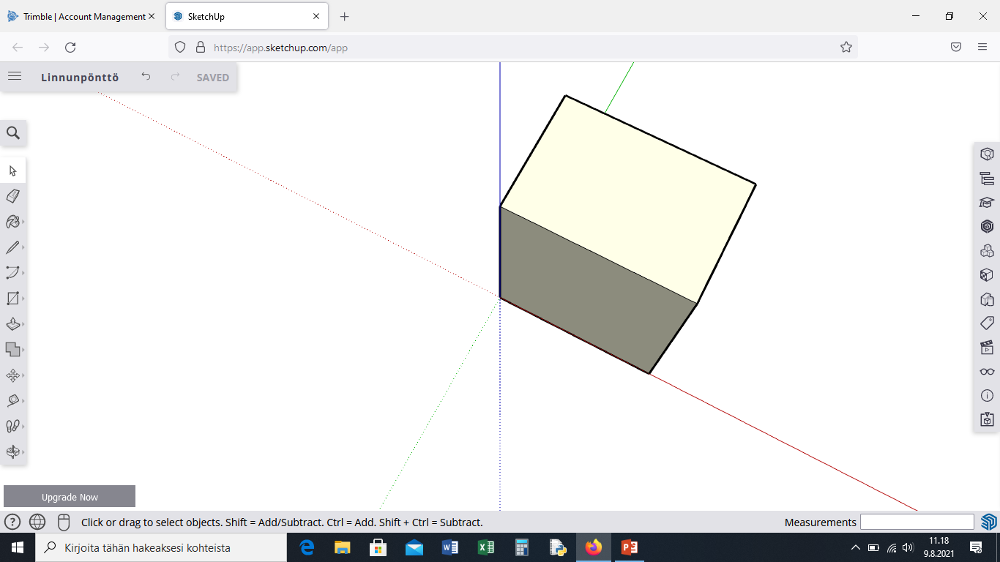 Trimble | Account Management
SketchUp
https://app.sketchup.com/app
Linnunpönttö
SAVED
Upgrade Now
Click or drag to select objects. Shift = Add/Subtract. Ctrl = Add. Shift + Ctrl = Subtract.
Measurements
Kirjoita tähän hakeaksesi kohteista
11.18
9.8.2021